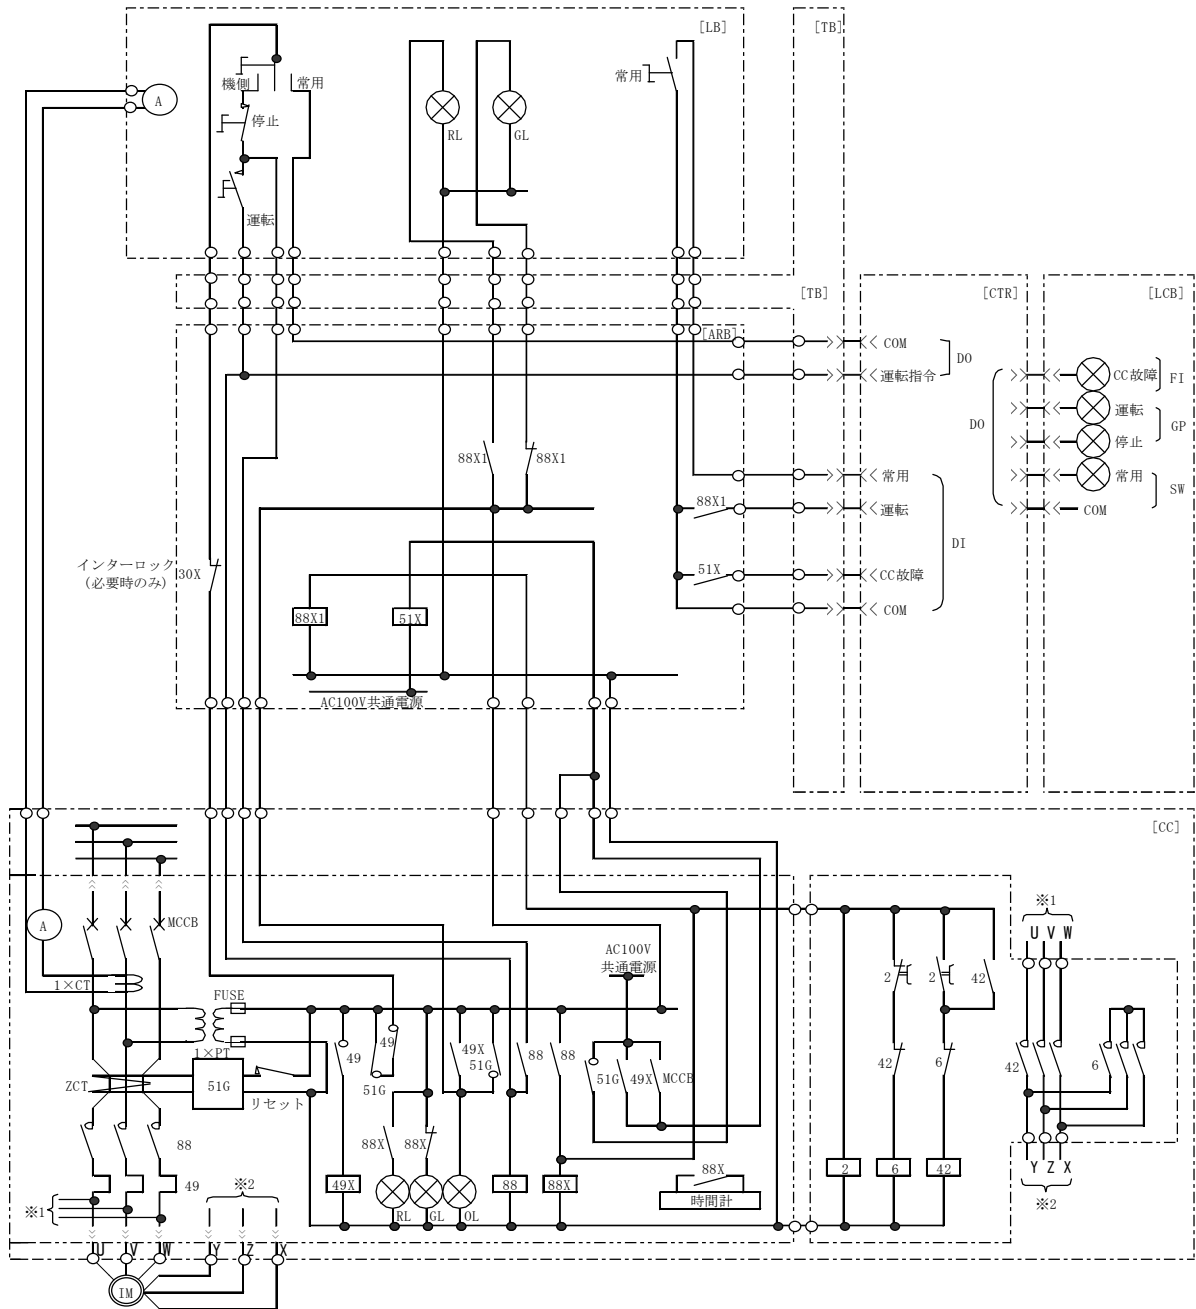 [LB]
[TB]
機側
常用
常用
A
停止
RL
GL
運転
[TB]
[CTR]
[LCB]
[ARB]
COM
DO
運転指令
CC故障
FI
運転
GP
DO
停止
88X1
88X1
常用
常用
SW
88X1
運転
COM
DI
インターロック
(必要時のみ)
30X
51X
CC故障
COM
88X1
51X
AC100V共通電源
[CC]
MCCB
A
※1
U V W
AC100V
共通電源
2
2
42
1×CT
FUSE
1×PT
49
49
49X
51G
88
88
51G
49X
MCCB
42
6
42
6
ZCT
51G
51G
リセット
88X
88X
88
88X
時間計
2
6
42
Y Z X
※2
49
※2
49X
RL
GL
OL
88
88X
※1
U
V
W
Y
Z
X
IM